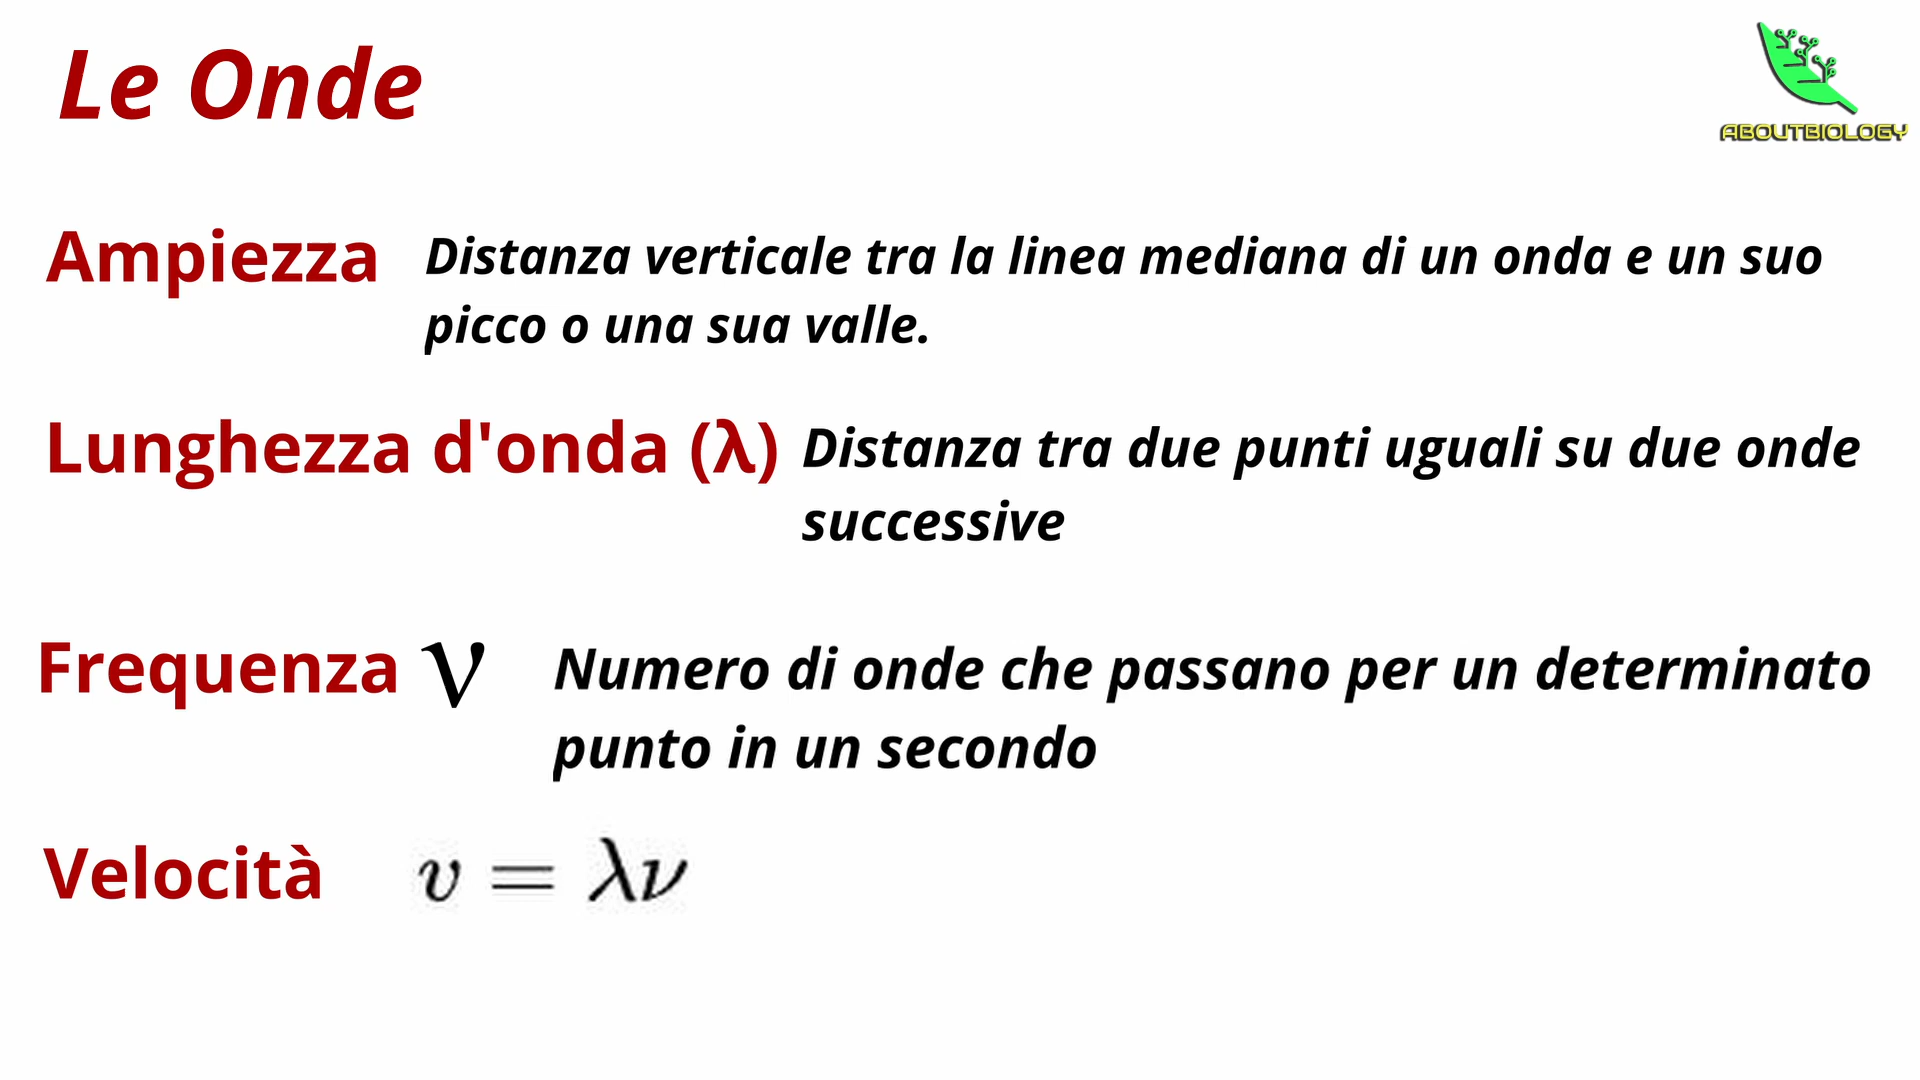 Le Onde
ABOUTBIOLOGY
Ampiezza Distanza verticale tra la linea mediana di un onda e un suo
picco o una sua valle.
Lunghezza d'onda (λ) Distanza tra due punti uguali su due onde
successive
Frequenza ν Numero di onde che passano per un determinato
punto in un secondo
Velocità v = λν